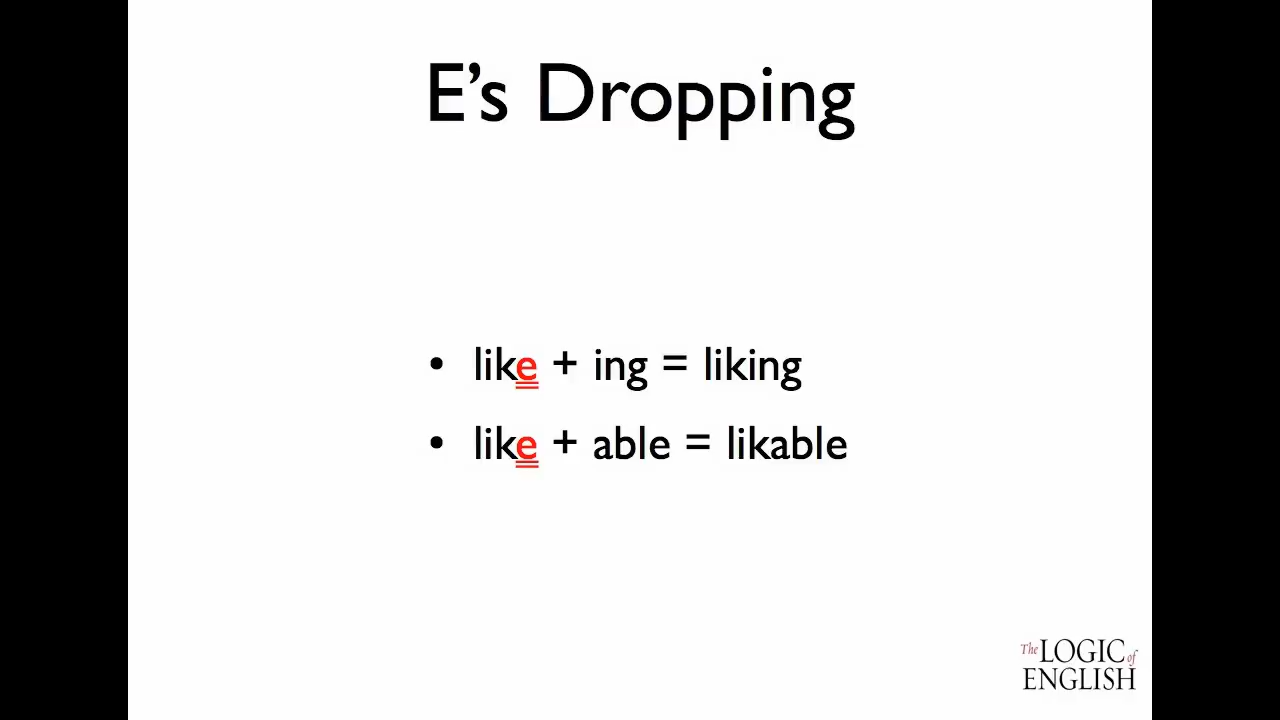 E’s Dropping
• like + ing = liking
• like + able = likable
The LOGIC of
ENGLISH